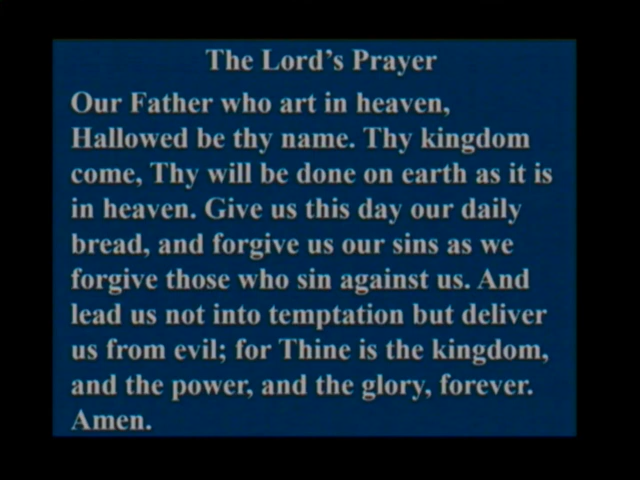 The Lord's Prayer
Our Father who art in heaven,
Hallowed be thy name. Thy kingdom
come, Thy will be done on earth as it is
in heaven. Give us this day our daily
bread, and forgive us our sins as we
forgive those who sin against us. And
lead us not into temptation but deliver
us from evil; for Thine is the kingdom,
and the power, and the glory, forever.
Amen.